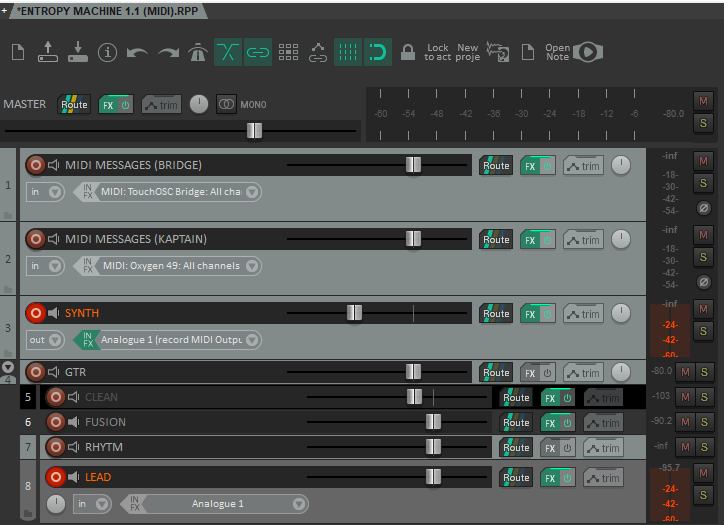 + *ENTROPY MACHINE 1.1 (MIDI).RPP
Lock to act
New proje
Open Note
MASTER Route FX trim MONO
-60 -54 -48 -42 -36 -30 -24 -18 -12 -6 -80.0 M
S
1 MIDI MESSAGES (BRIDGE) Route FX trim -inf M
in IN FX MIDI: TouchOSC Bridge: All cha -18- -30- -42- -54- S Ø
2 MIDI MESSAGES (KAPTAIN) Route FX trim -inf M
in IN FX MIDI: Oxygen 49: All channels -18- -30- -42- -54- S Ø
3 SYNTH Route FX trim -inf M
out IN FX Analogue 1 (record MIDI Outpu -24- -42- -60- S
4 GTR Route FX trim -80.0 M S
5 CLEAN Route FX trim -103 M S
6 FUSION Route FX trim -90.2 M S
7 RHYTM Route FX trim -inf M S
8 LEAD Route FX trim -95.7 M
in IN FX Analogue 1 -24- -42- -60- S